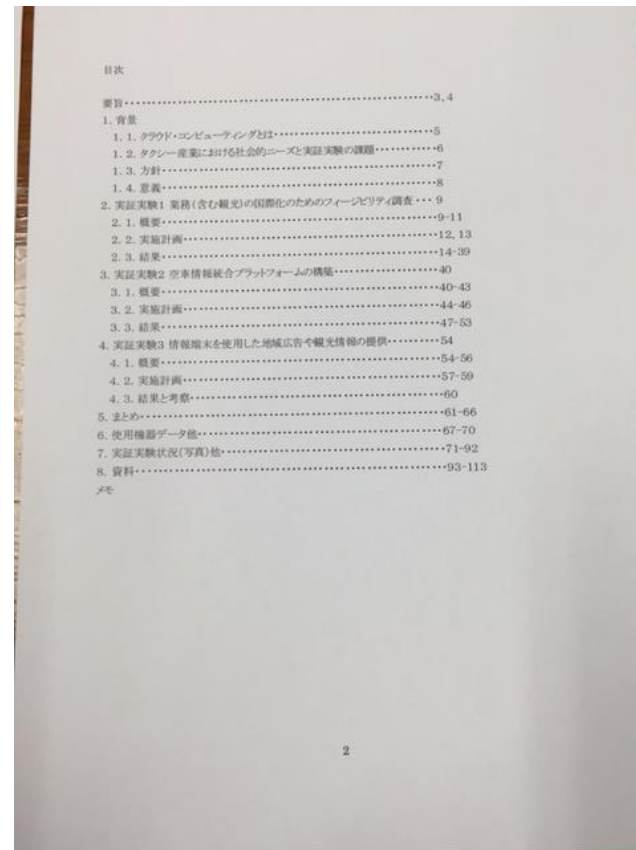 目次
要旨・・・・・・・・・・・・・・・・・・・・・・・・・・・・・・・・・・・・・・・・・・・・・・・・・・・・3, 4
1. 背景
1. 1. クラウド・コンピューティングとは・・・・・・・・・・・・・・・・・・・・・・・・・・・・5
1. 2. タクシー産業における社会的ニーズと実証実験の課題・・・・・・・・・・・6
1. 3. 方針・・・・・・・・・・・・・・・・・・・・・・・・・・・・・・・・・・・・・・・・・・・・・・・・7
1. 4. 意義・・・・・・・・・・・・・・・・・・・・・・・・・・・・・・・・・・・・・・・・・・・・・・・・8
2. 実証実験1 業務(含む観光)の国際化のためのフィージビリティ調査・・・ 9
2. 1. 概要・・・・・・・・・・・・・・・・・・・・・・・・・・・・・・・・・・・・・・・・・・・・・・・・9-11
2. 2. 実施計画・・・・・・・・・・・・・・・・・・・・・・・・・・・・・・・・・・・・・・・・・・・12, 13
2. 3. 結果・・・・・・・・・・・・・・・・・・・・・・・・・・・・・・・・・・・・・・・・・・・・・・・・14-39
3. 実証実験2 空車情報統合プラットフォームの構築・・・・・・・・・・・・・・・・・・40
3. 1. 概要・・・・・・・・・・・・・・・・・・・・・・・・・・・・・・・・・・・・・・・・・・・・・・・・40-43
3. 2. 実施計画・・・・・・・・・・・・・・・・・・・・・・・・・・・・・・・・・・・・・・・・・・・44-46
3. 3. 結果・・・・・・・・・・・・・・・・・・・・・・・・・・・・・・・・・・・・・・・・・・・・・・・・47-53
4. 実証実験3 情報端末を使用した地域広告や観光情報の提供・・・・・・・・・・54
4. 1. 概要・・・・・・・・・・・・・・・・・・・・・・・・・・・・・・・・・・・・・・・・・・・・・・・・54-56
4. 2. 実施計画・・・・・・・・・・・・・・・・・・・・・・・・・・・・・・・・・・・・・・・・・・・57-59
4. 3. 結果と考察・・・・・・・・・・・・・・・・・・・・・・・・・・・・・・・・・・・・・・・・・60
5. まとめ・・・・・・・・・・・・・・・・・・・・・・・・・・・・・・・・・・・・・・・・・・・・・・・・・・61-66
6. 使用機器データ他・・・・・・・・・・・・・・・・・・・・・・・・・・・・・・・・・・・・・・・・67-70
7. 実証実験状況(写真)他・・・・・・・・・・・・・・・・・・・・・・・・・・・・・・・・・・・・71-92
8. 資料・・・・・・・・・・・・・・・・・・・・・・・・・・・・・・・・・・・・・・・・・・・・・・・・・・・93-113
メモ
2